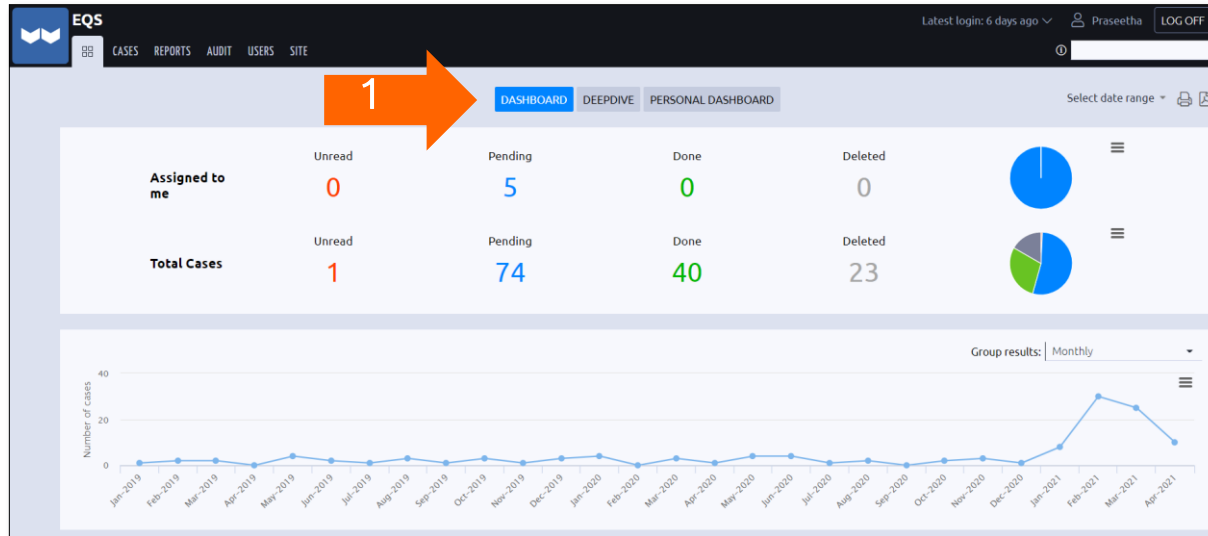 EQS
Latest login: 6 days ago
Praseetha
LOG OFF
CASES REPORTS AUDIT USERS SITE
1
DASHBOARD DEEPDIVE PERSONAL DASHBOARD
Select date range
Unread Pending Done Deleted
Assigned to
me
0 5 0 0
Unread Pending Done Deleted
Total Cases
1 74 40 23
Group results: Monthly
Number of cases
40
20
0
Jan-2019 Feb-2019 Mar-2019 Apr-2019 May-2019 Jun-2019 Jul-2019 Aug-2019 Sep-2019 Oct-2019 Nov-2019 Dec-2019 Jan-2020 Feb-2020 Mar-2020 Apr-2020 May-2020 Jun-2020 Jul-2020 Aug-2020 Sep-2020 Oct-2020 Nov-2020 Dec-2020 Jan-2021 Feb-2021 Mar-2021 Apr-2021